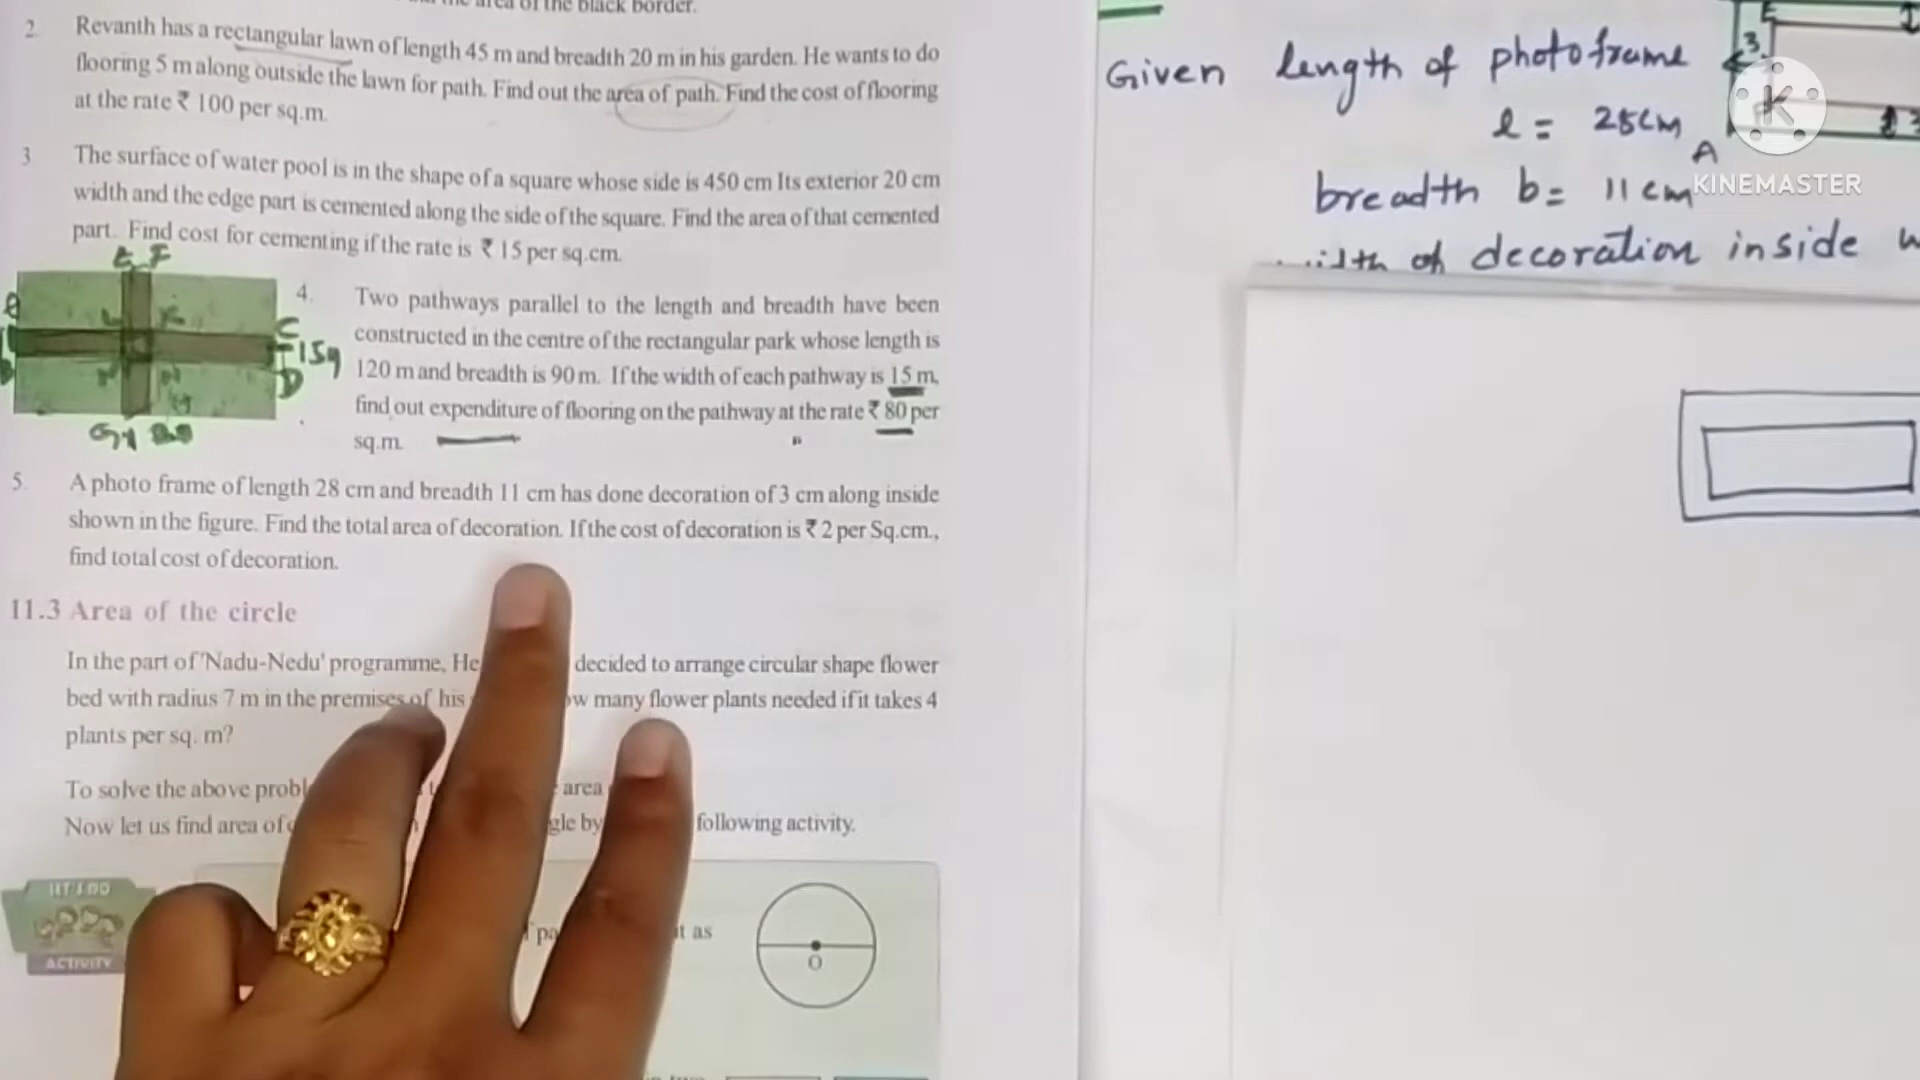 the area of the black border.
2. Revanth has a rectangular lawn of length 45 m and breadth 20 m in his garden. He wants to do
flooring 5 m along outside the lawn for path. Find out the area of path. Find the cost of flooring
at the rate ₹ 100 per sq.m.
3 The surface of water pool is in the shape of a square whose side is 450 cm Its exterior 20 cm
width and the edge part is cemented along the side of the square. Find the area of that cemented
part. Find cost for cementing if the rate is ₹ 15 per sq.cm.
E F
C
15m
D
4. Two pathways parallel to the length and breadth have been
constructed in the centre of the rectangular park whose length is
120 m and breadth is 90 m. If the width of each pathway is 15 m,
find out expenditure of flooring on the pathway at the rate ₹ 80 per
sq.m.
5. A photo frame of length 28 cm and breadth 11 cm has done decoration of 3 cm along inside
shown in the figure. Find the total area of decoration. If the cost of decoration is ₹ 2 per Sq.cm.,
find total cost of decoration.
11.3 Area of the circle
In the part of 'Nadu-Nedu' programme, He decided to arrange circular shape flower
bed with radius 7 m in the premises of his many flower plants needed if it takes 4
plants per sq. m?
To solve the above area
Now let us find area of by following activity.
ACTIVITY
it as
O
Given length of photoframe
l = 28cm
A
breadth b = 11 cm
of decoration inside
3
K
KINEMASTER